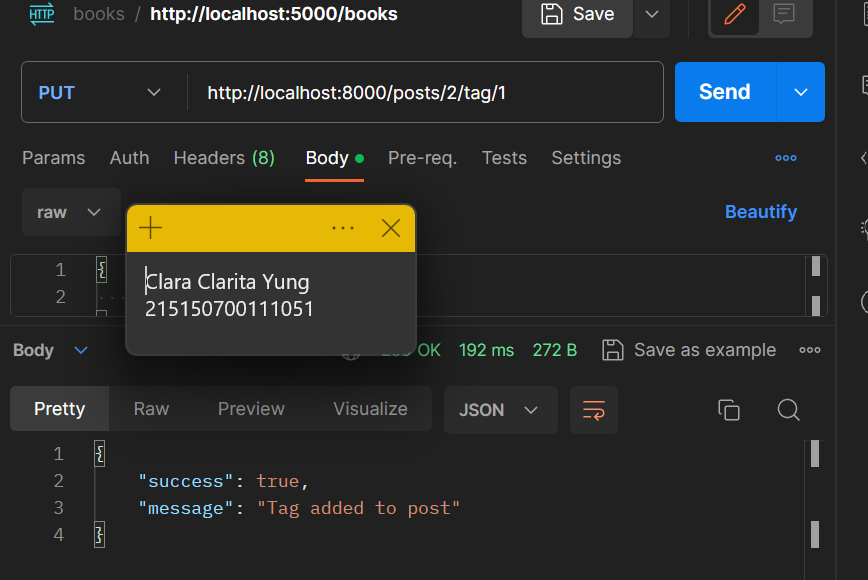 HTTP books / http://localhost:5000/books Save
PUT http://localhost:8000/posts/2/tag/1 Send
Params Auth Headers (8) Body Pre-req. Tests Settings
raw Beautify
1 {
2
Clara Clarita Yung
215150700111051
Body OK 192 ms 272 B Save as example
Pretty Raw Preview Visualize JSON
1 {
2 "success": true,
3 "message": "Tag added to post"
4 }